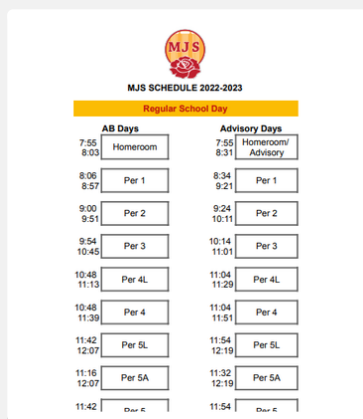 MJS
MJS SCHEDULE 2022-2023
Regular School Day
AB Days Advisory Days
7:55 8:03 Homeroom 7:55 8:31 Homeroom/ Advisory
8:06 8:57 Per 1 8:34 9:21 Per 1
9:00 9:51 Per 2 9:24 10:11 Per 2
9:54 10:45 Per 3 10:14 11:01 Per 3
10:48 11:13 Per 4L 11:04 11:29 Per 4L
10:48 11:39 Per 4 11:04 11:51 Per 4
11:42 12:07 Per 5L 11:54 12:19 Per 5L
11:16 12:07 Per 5A 11:32 12:19 Per 5A
11:42 Per 5 11:54 Per 5